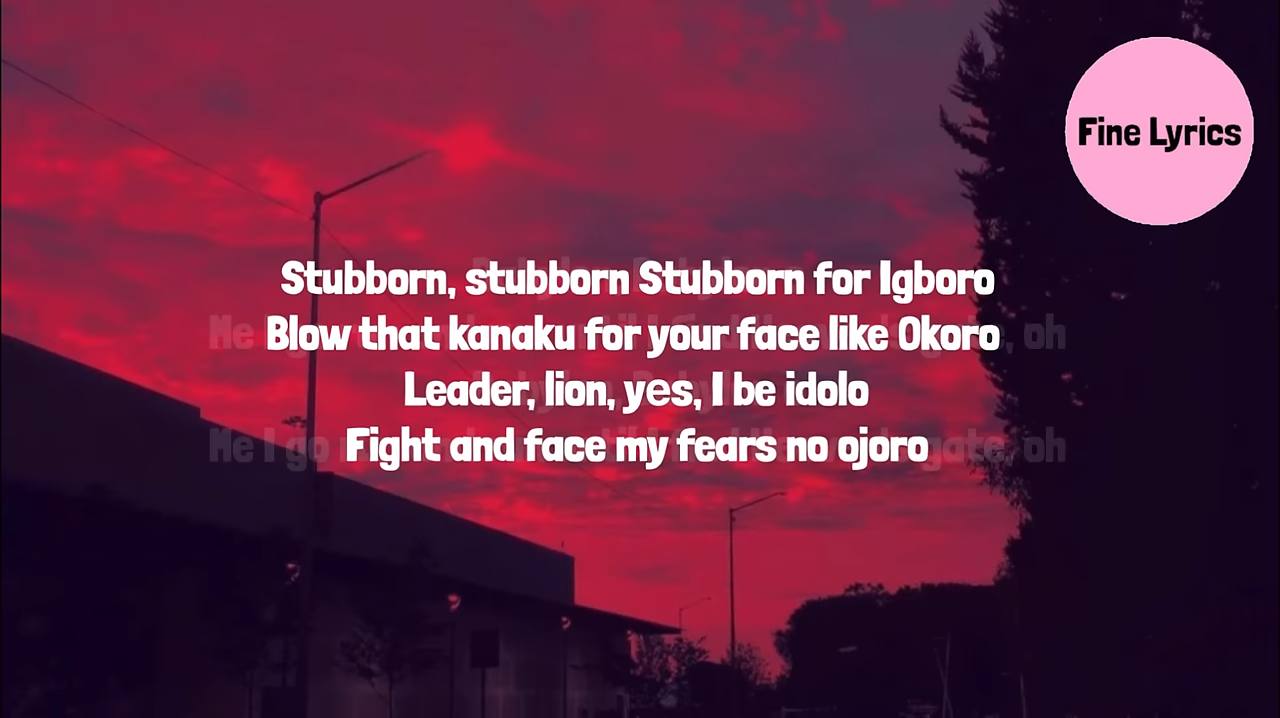 Fine Lyrics
Stubborn, stubborn Stubborn for Igboro
Blow that kanaku for your face like Okoro
Leader, lion, yes, I be idolo
Fight and face my fears no ojoro